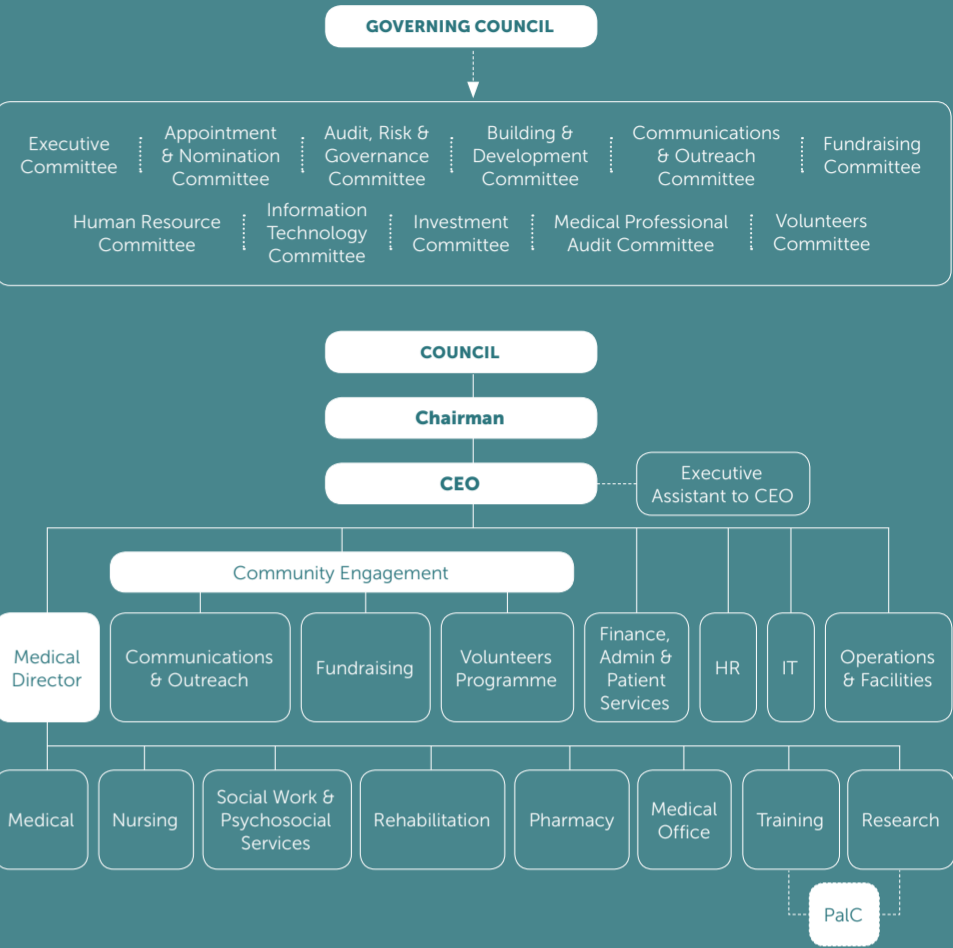 GOVERNING COUNCIL
Executive
Committee
Appointment
& Nomination
Committee
Audit, Risk &
Governance
Committee
Building &
Development
Committee
Communications
& Outreach
Committee
Fundraising
Committee
Human Resource
Committee
Information
Technology
Committee
Investment
Committee
Medical Professional
Audit Committee
Volunteers
Committee
COUNCIL
Chairman
CEO
Executive
Assistant to CEO
Community Engagement
Medical
Director
Communications
& Outreach
Fundraising
Volunteers
Programme
Finance,
Admin &
Patient
Services
HR
IT
Operations
& Facilities
Medical
Nursing
Social Work &
Psychosocial
Services
Rehabilitation
Pharmacy
Medical
Office
Training
Research
PalC